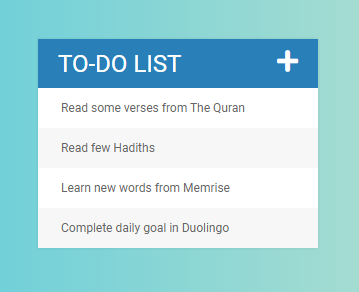 TO-DO LIST
Read some verses from The Quran
Read few Hadiths
Learn new words from Memrise
Complete daily goal in Duolingo